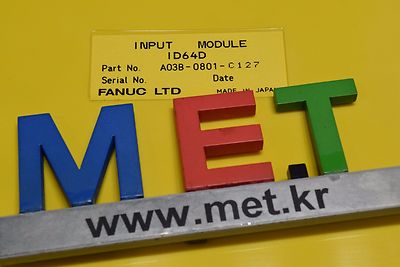 INPUT MODULE
ID64D
Part No. A03B-0801-C127
Serial No. Date
FANUC LTD MADE IN JAPAN
MET
www.met.kr